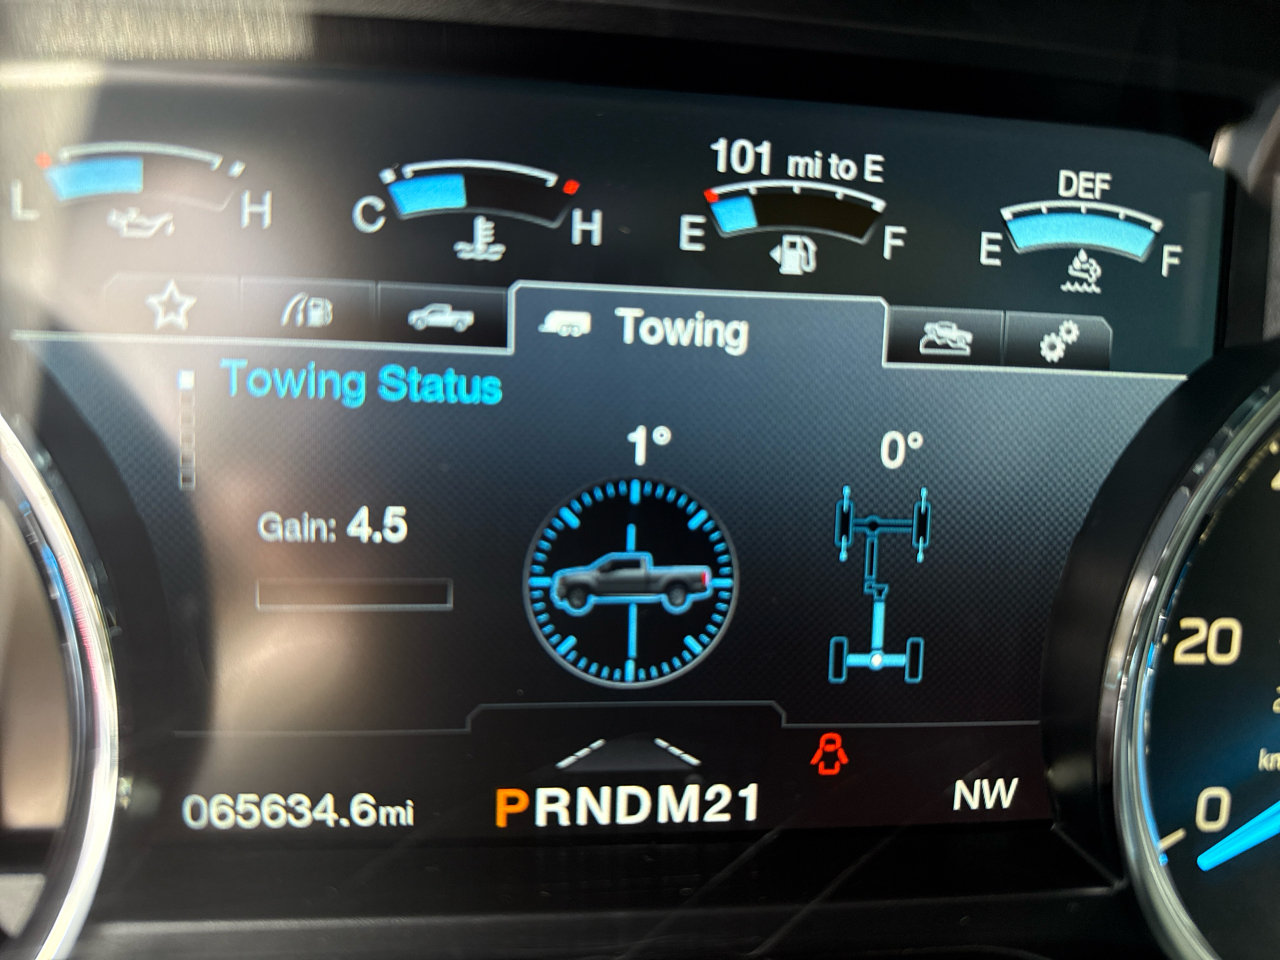 101 mi to E
DEF
L H
C H
E F
E F
Towing
Towing Status
1° 0°
Gain: 4.5
20
0
065634.6mi
PRNDM21
NW